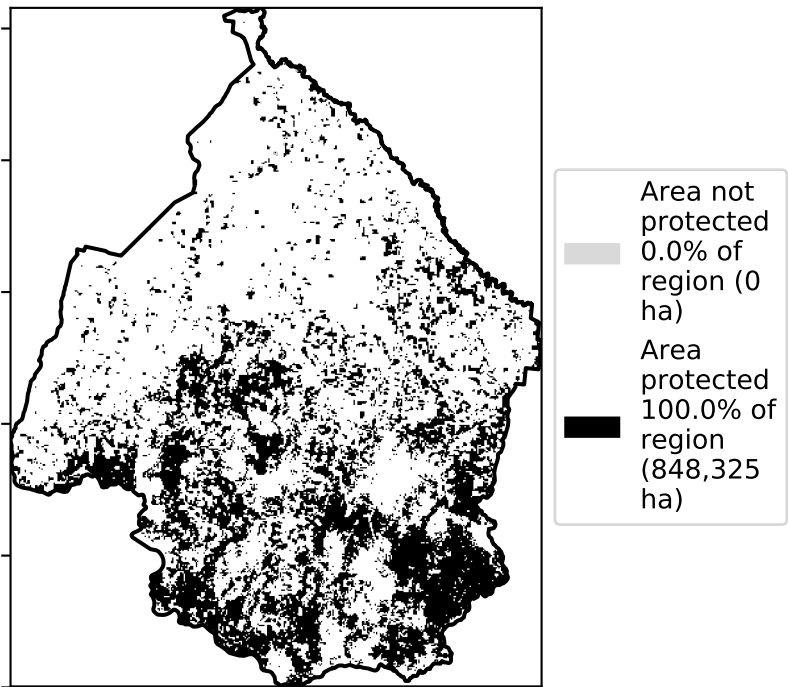 Area not
protected
0.0% of
region (0
ha)
Area
protected
100.0% of
region
(848,325
ha)